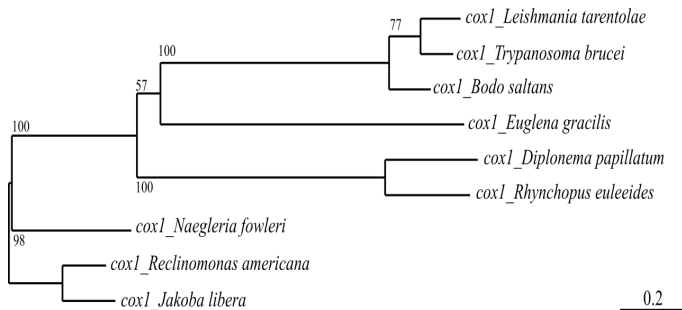 cox1_Leishmania tarentolae
77
cox1_Trypanosoma brucei
100
cox1_Bodo saltans
57
cox1_Euglena gracilis
100
cox1_Diplonema papillatum
100
cox1_Rhynchopus euleeides
cox1_Naegleria fowleri
98
cox1_Reclinomonas americana
cox1_Jakoba libera
0.2